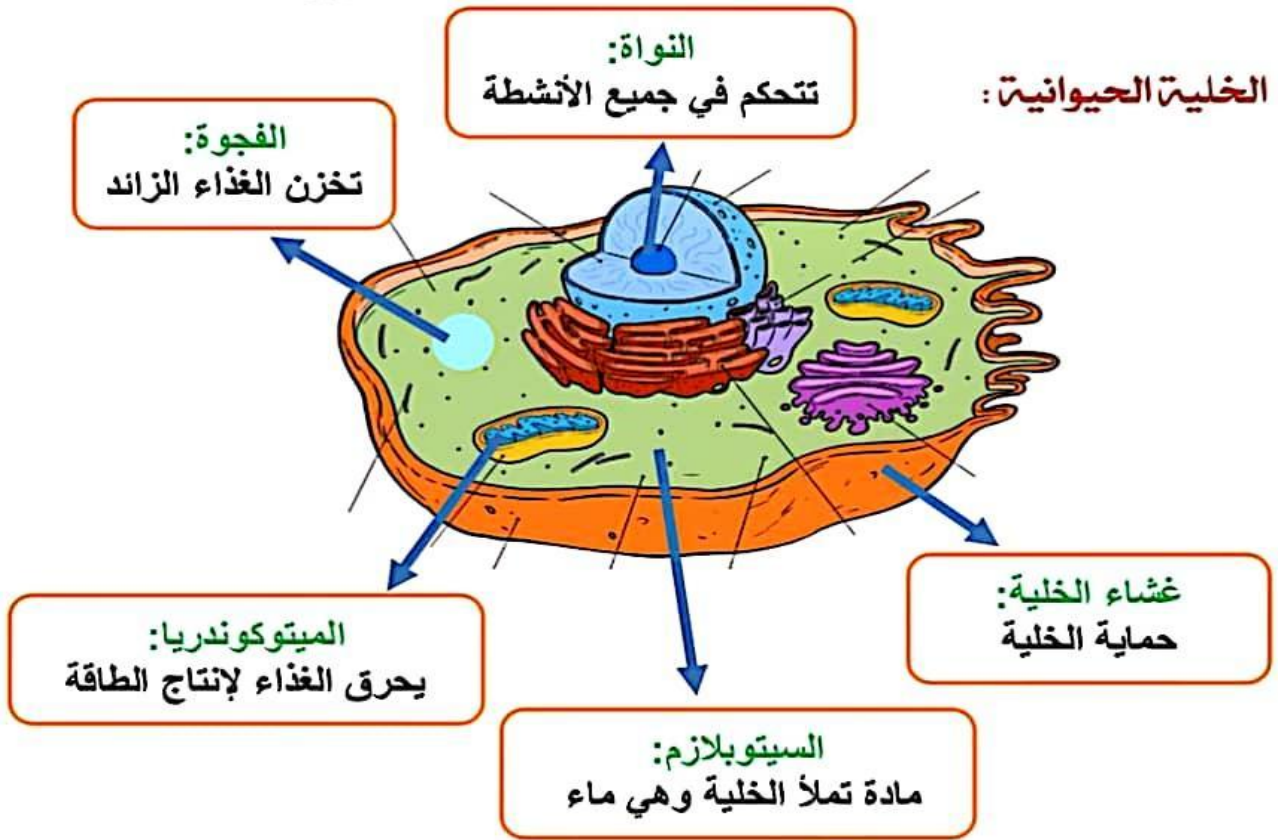 الخلية الحيوانية:
النواة:
تتحكم في جميع الأنشطة
الفجوة:
تخزن الغذاء الزائد
غشاء الخلية:
حماية الخلية
الميتوكوندريا:
يحرق الغذاء لإنتاج الطاقة
السيتوبلازم:
مادة تملأ الخلية وهي ماء